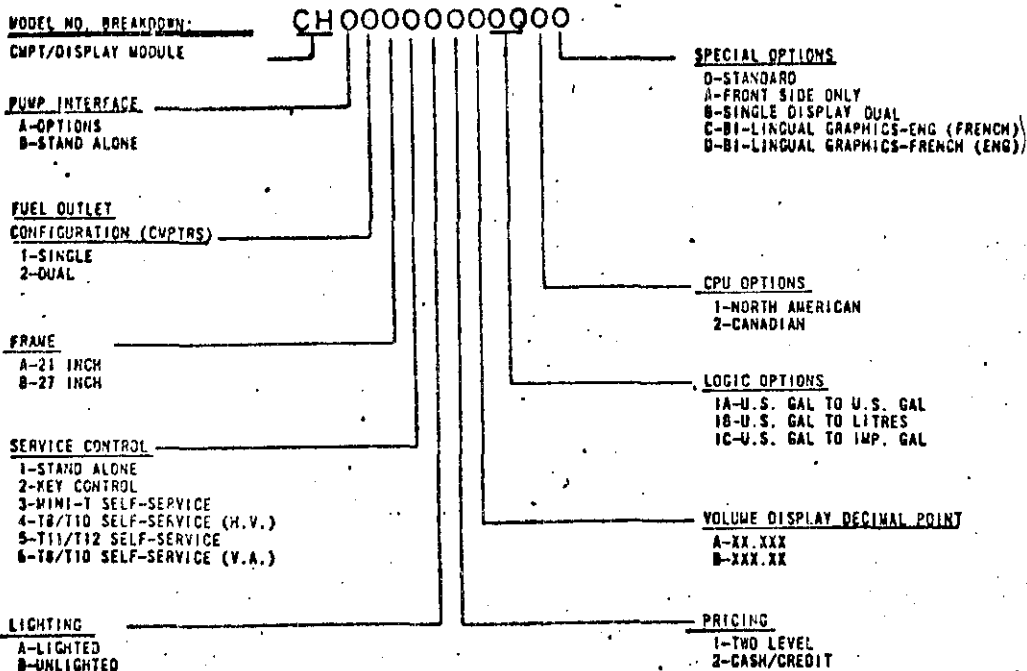 MODEL NO. BREAKDOWN:
CH00000000000
CMPT/DISPLAY MODULE
PUMP INTERFACE
A-OPTIONS
B-STAND ALONE
FUEL OUTLET
CONFIGURATION (CMPTRS)
1-SINGLE
2-DUAL
FRAME
A-21 INCH
B-27 INCH
SERVICE CONTROL
1-STAND ALONE
2-KEY CONTROL
3-MINI-T SELF-SERVICE
4-T8/T10 SELF-SERVICE (H.V.)
5-T11/T12 SELF-SERVICE
6-T8/T10 SELF-SERVICE (V.A.)
LIGHTING
A-LIGHTED
B-UNLIGHTED
SPECIAL OPTIONS
0-STANDARD
A-FRONT SIDE ONLY
B-SINGLE DISPLAY DUAL
C-BI-LINGUAL GRAPHICS-ENG (FRENCH)
D-BI-LINGUAL GRAPHICS-FRENCH (ENG)
CPU OPTIONS
1-NORTH AMERICAN
2-CANADIAN
LOGIC OPTIONS
1A-U.S. GAL TO U.S. GAL
1B-U.S. GAL TO LITRES
1C-U.S. GAL TO IMP. GAL
VOLUME DISPLAY DECIMAL POINT
A-XX.XXX
B-XXX.XX
PRICING
1-TWO LEVEL
2-CASH/CREDIT